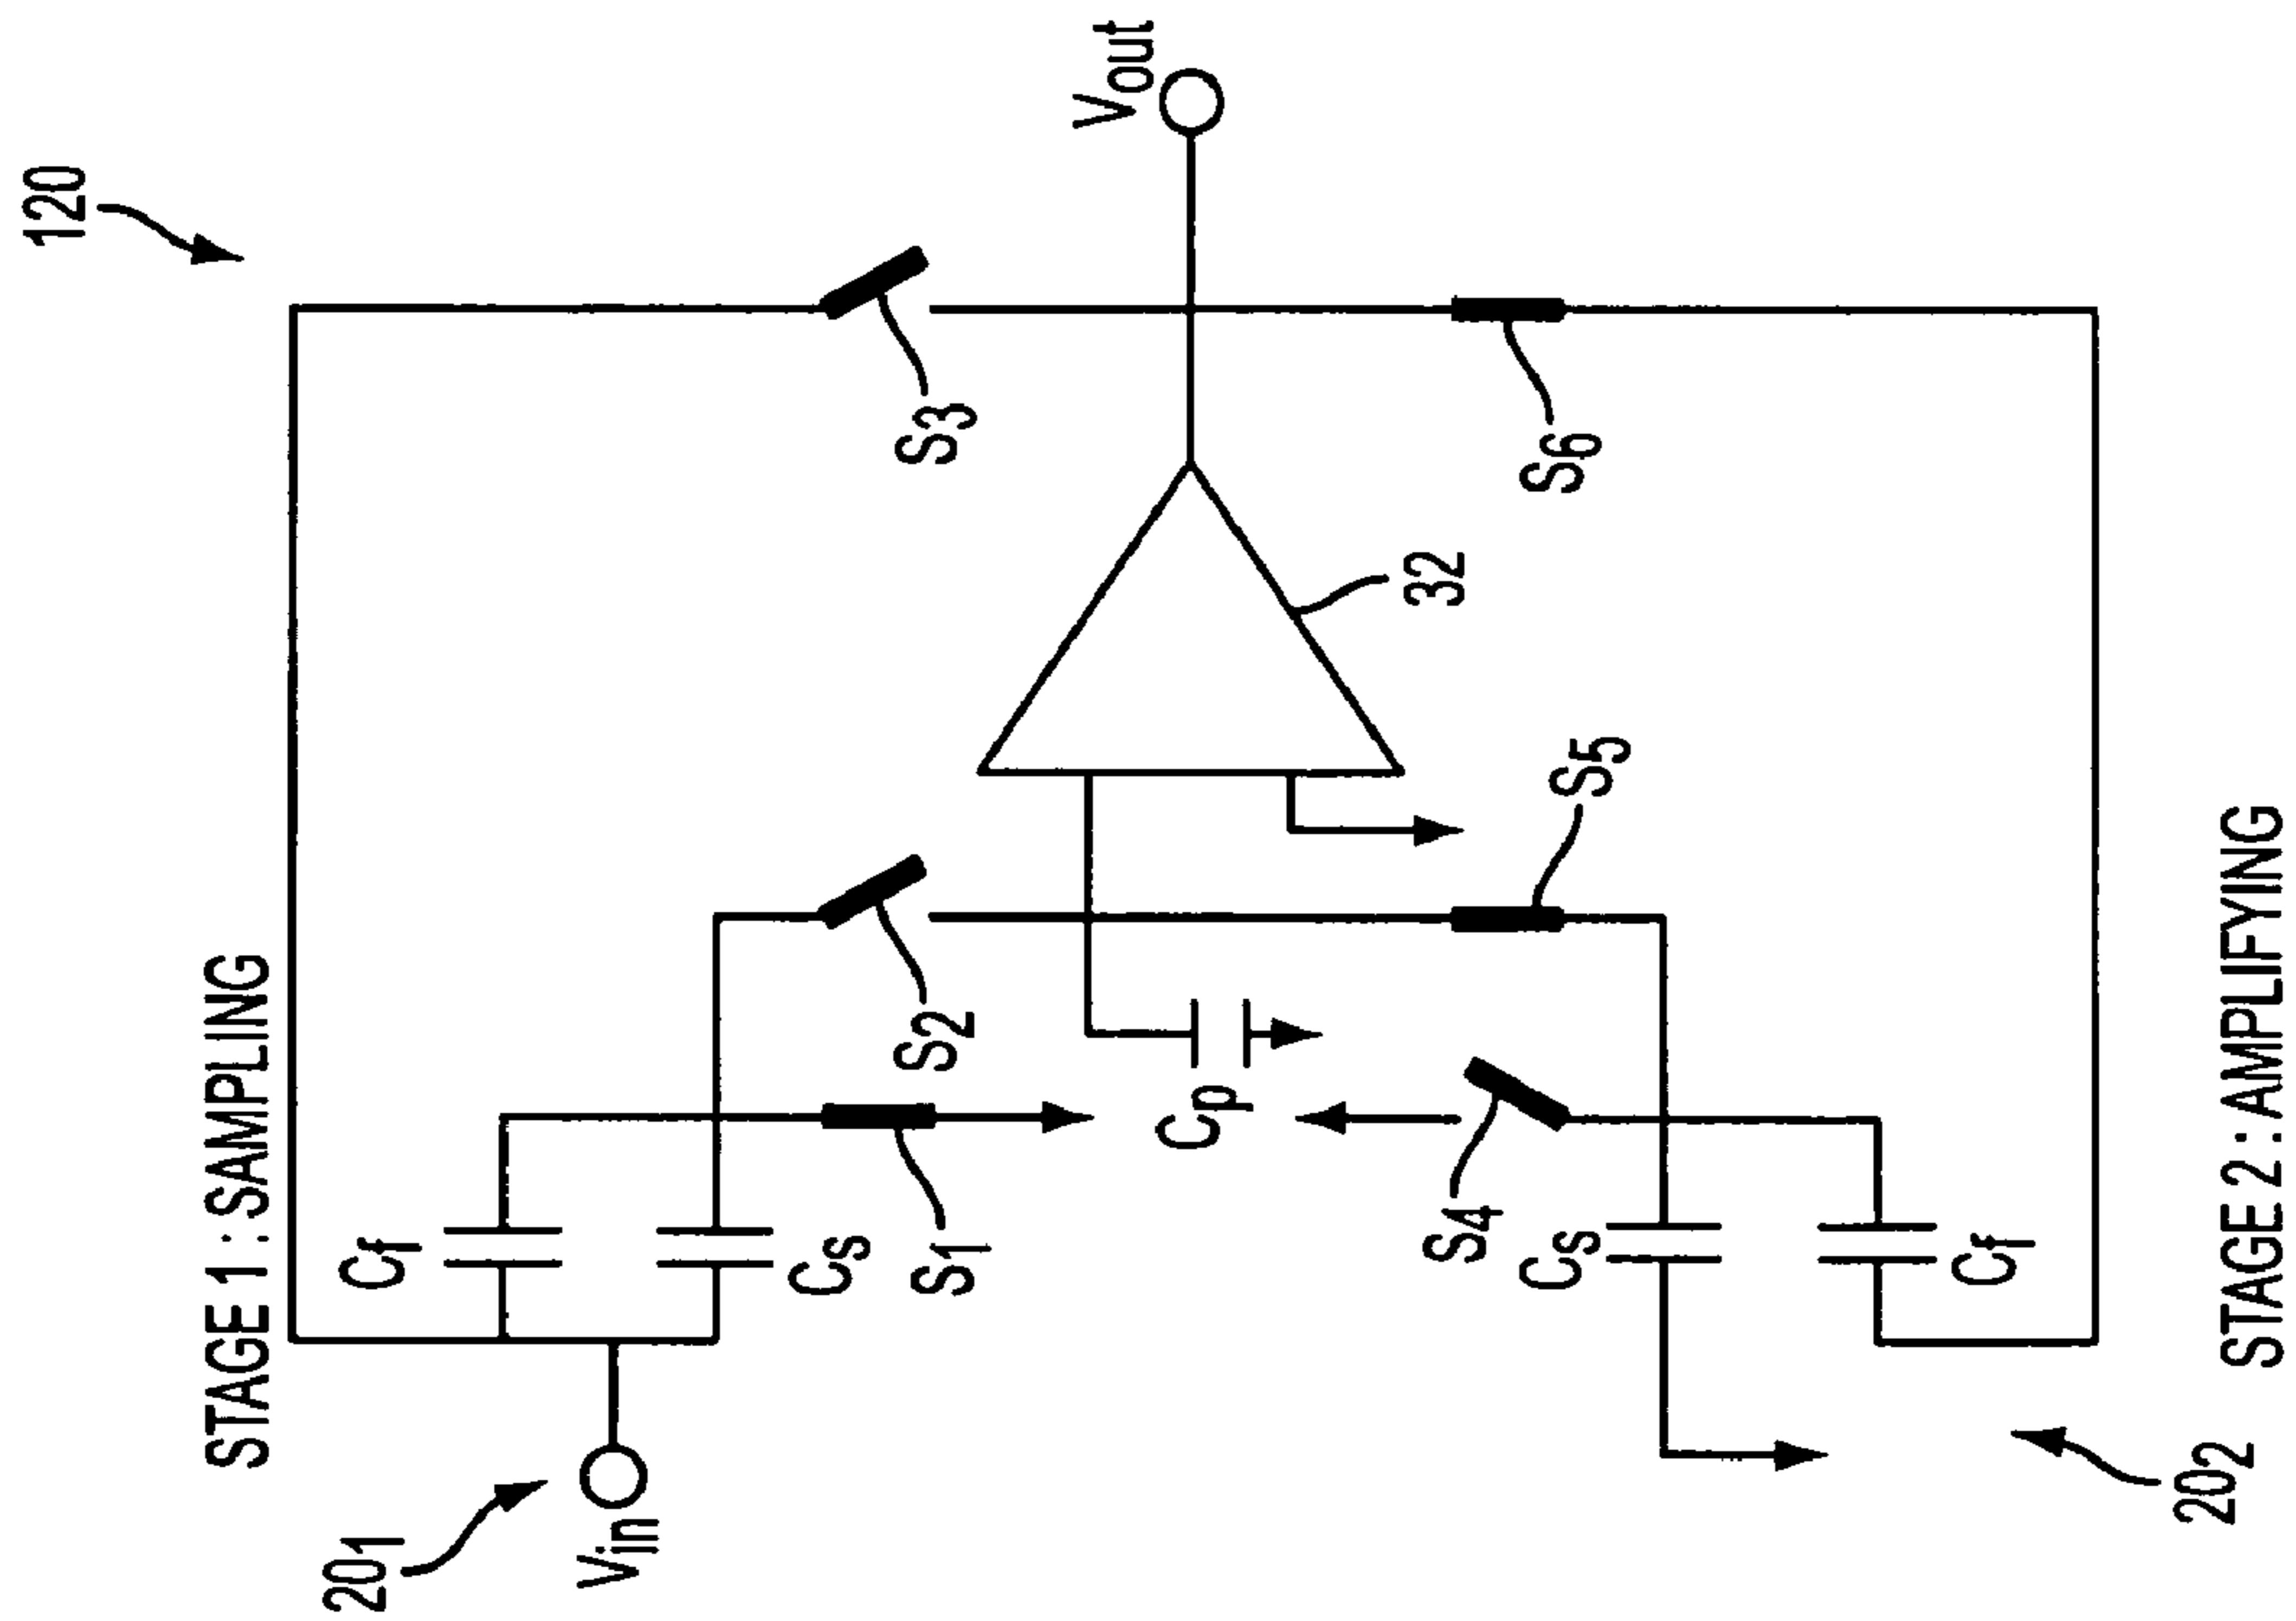 120
STAGE 1 : SAMPLING
201
Vin
Cf
Cs
S1
S2
S3
Vout
Cp
32
S4
S5
S6
Cs
Cf
202
STAGE 2 : AMPLIFYING